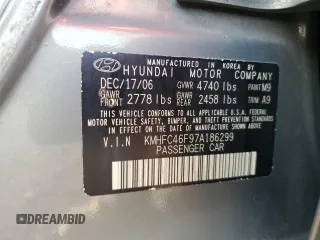 MANUFACTURED IN KOREA BY
HYUNDAI MOTOR COMPANY
DEC/17/06 GVWR 4740 lbs PAINT M9
GAWR FRONT 2778 lbs GAWR REAR 2458 lbs TRIM A9
THIS VEHICLE CONFORMS TO ALL APPLICABLE
U.S. FEDERAL MOTOR VEHICLE SAFETY,
BUMPER, AND THEFT PREVENTION STANDARDS
IN EFFECT ON THE DATE OF MANUFACTURE
SHOWN ABOVE.
V.I.N KMHFC46F97A186299
PASSENGER CAR
© DREAMBID